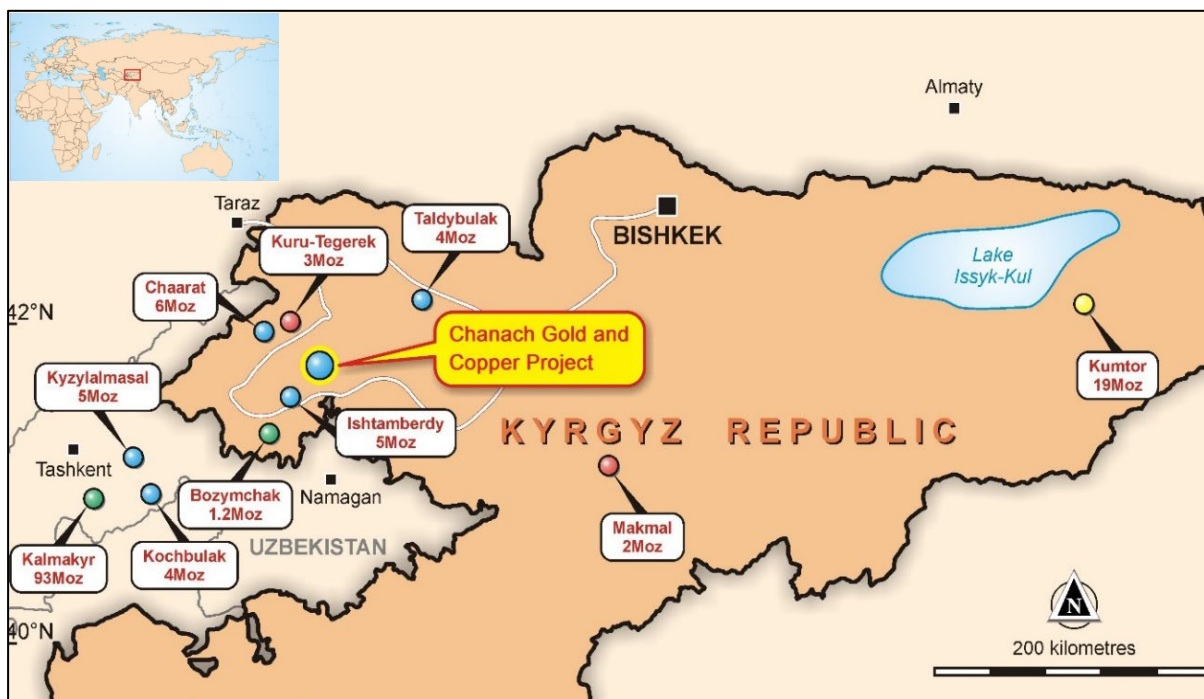 Almaty
Taraz
Kuru-Tegerek
3Moz
Taldybulak
4Moz
BISHKEK
Lake
Issyk-Kul
Chaarat
6Moz
42°N
Chanach Gold and
Copper Project
Kyzylalmasal
5Moz
Kumtor
19Moz
Ishtamberdy
5Moz
KYRGYZ REPUBLIC
Tashkent
Bozymchak
1.2Moz
Namagan
Makmal
2Moz
Kalmakyr
93Moz
Kochbulak
4Moz
UZBEKISTAN
40°N
N
200 kilometres